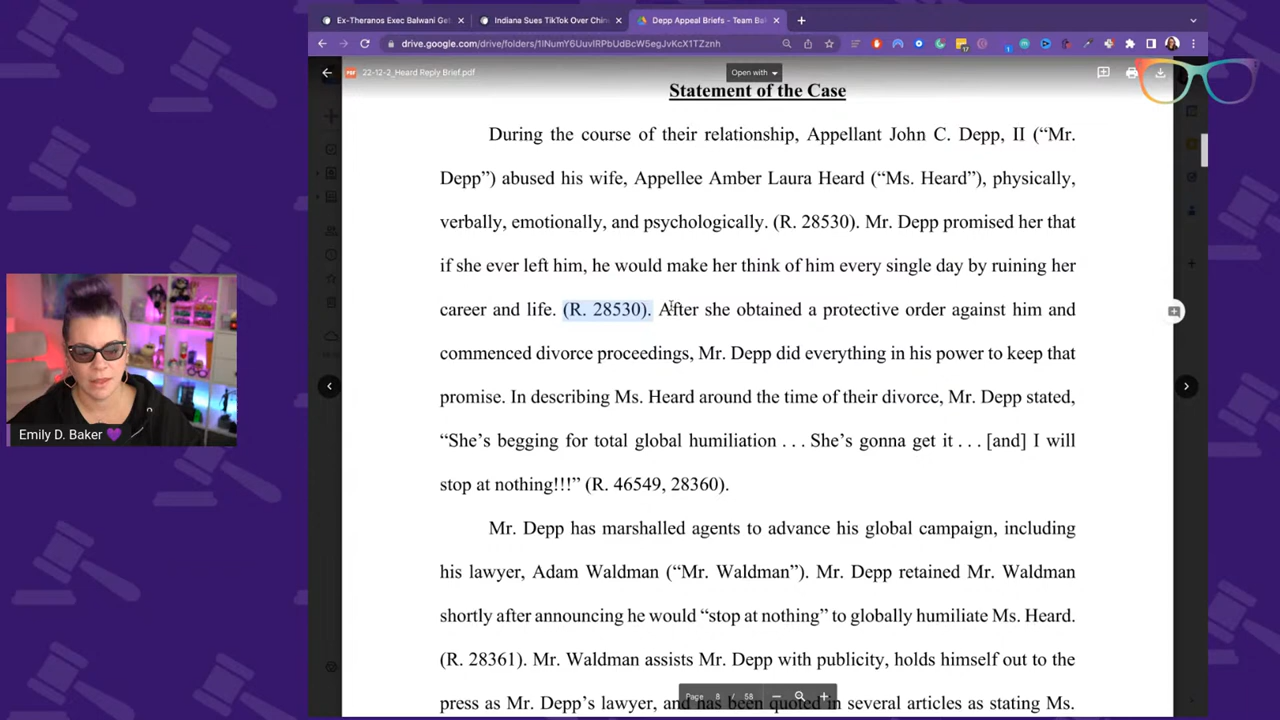 Ex-Theranos Exec Balwani Get
Indiana Sues TikTok Over Chin
Depp Appeal Briefs - Team Ba
drive.google.com/drive/folders/1lNumY6UuvIRPbUdBcW5egJvKcX1TZznh
22-12-2_Heard Reply Brief.pdf
Open with
Statement of the Case
During the course of their relationship, Appellant John C. Depp, II (“Mr.
Depp”) abused his wife, Appellee Amber Laura Heard (“Ms. Heard”), physically,
verbally, emotionally, and psychologically. (R. 28530). Mr. Depp promised her that
if she ever left him, he would make her think of him every single day by ruining her
career and life. (R. 28530). After she obtained a protective order against him and
commenced divorce proceedings, Mr. Depp did everything in his power to keep that
promise. In describing Ms. Heard around the time of their divorce, Mr. Depp stated,
“She’s begging for total global humiliation . . . She’s gonna get it . . . [and] I will
stop at nothing!!!” (R. 46549, 28360).
Mr. Depp has marshalled agents to advance his global campaign, including
his lawyer, Adam Waldman (“Mr. Waldman”). Mr. Depp retained Mr. Waldman
shortly after announcing he would “stop at nothing” to globally humiliate Ms. Heard.
(R. 28361). Mr. Waldman assists Mr. Depp with publicity, holds himself out to the
press as Mr. Depp’s lawyer, and has been quoted in several articles as stating Ms.
Page 8 / 58
Emily D. Baker 💜